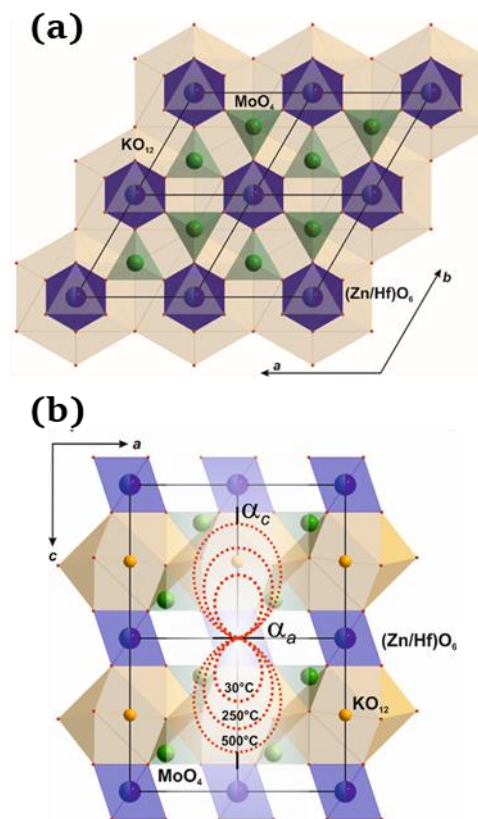 (a)
MoO₄
KO₁₂
(Zn/Hf)O₆
b
a
(b)
a
αc
c
αa
(Zn/Hf)O₆
30°C
250°C
KO₁₂
500°C
MoO₄